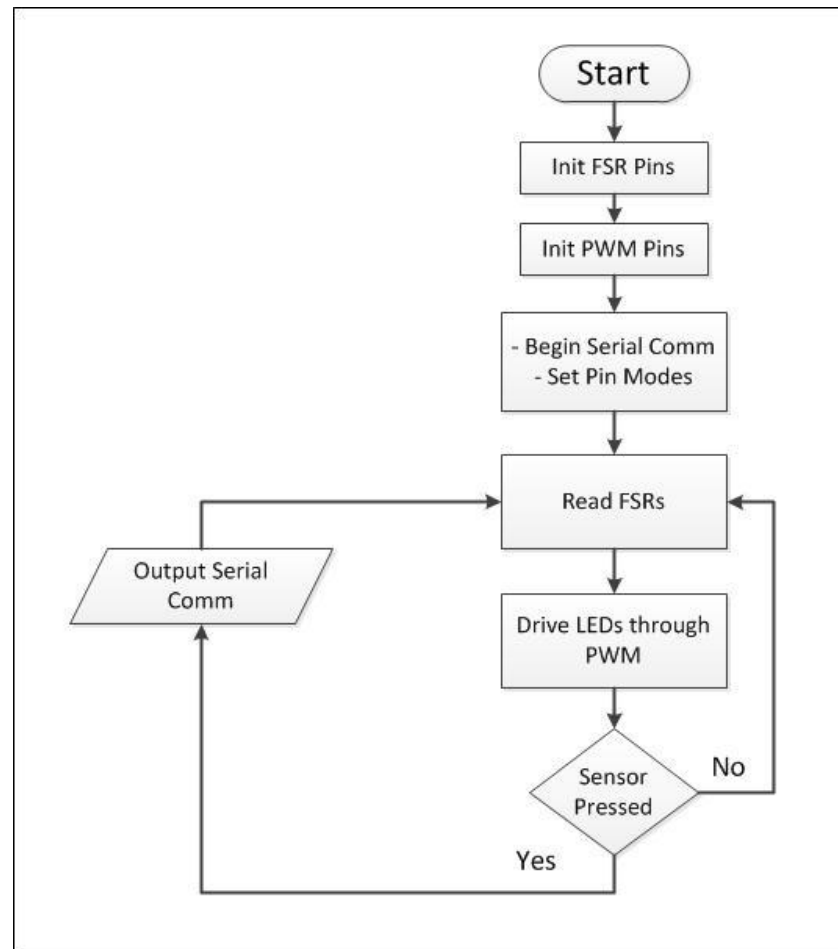 Start
Init FSR Pins
Init PWM Pins
- Begin Serial Comm
- Set Pin Modes
Read FSRs
Output Serial
Comm
Drive LEDs through
PWM
Sensor
Pressed
No
Yes